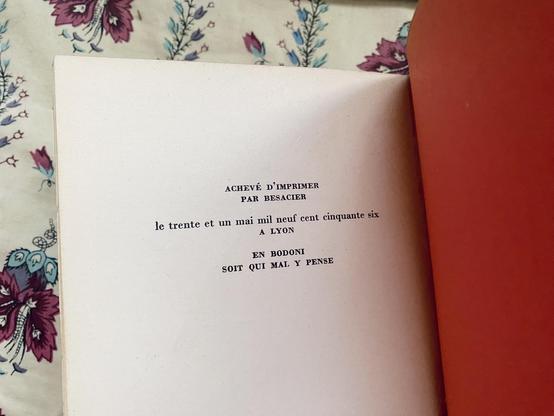 ACHEVÉ D'IMPRIMER
PAR BESACIER
le trente et un mai mil neuf cent cinquante six
A LYON
EN BODONI
SOIT QUI MAL Y PENSE